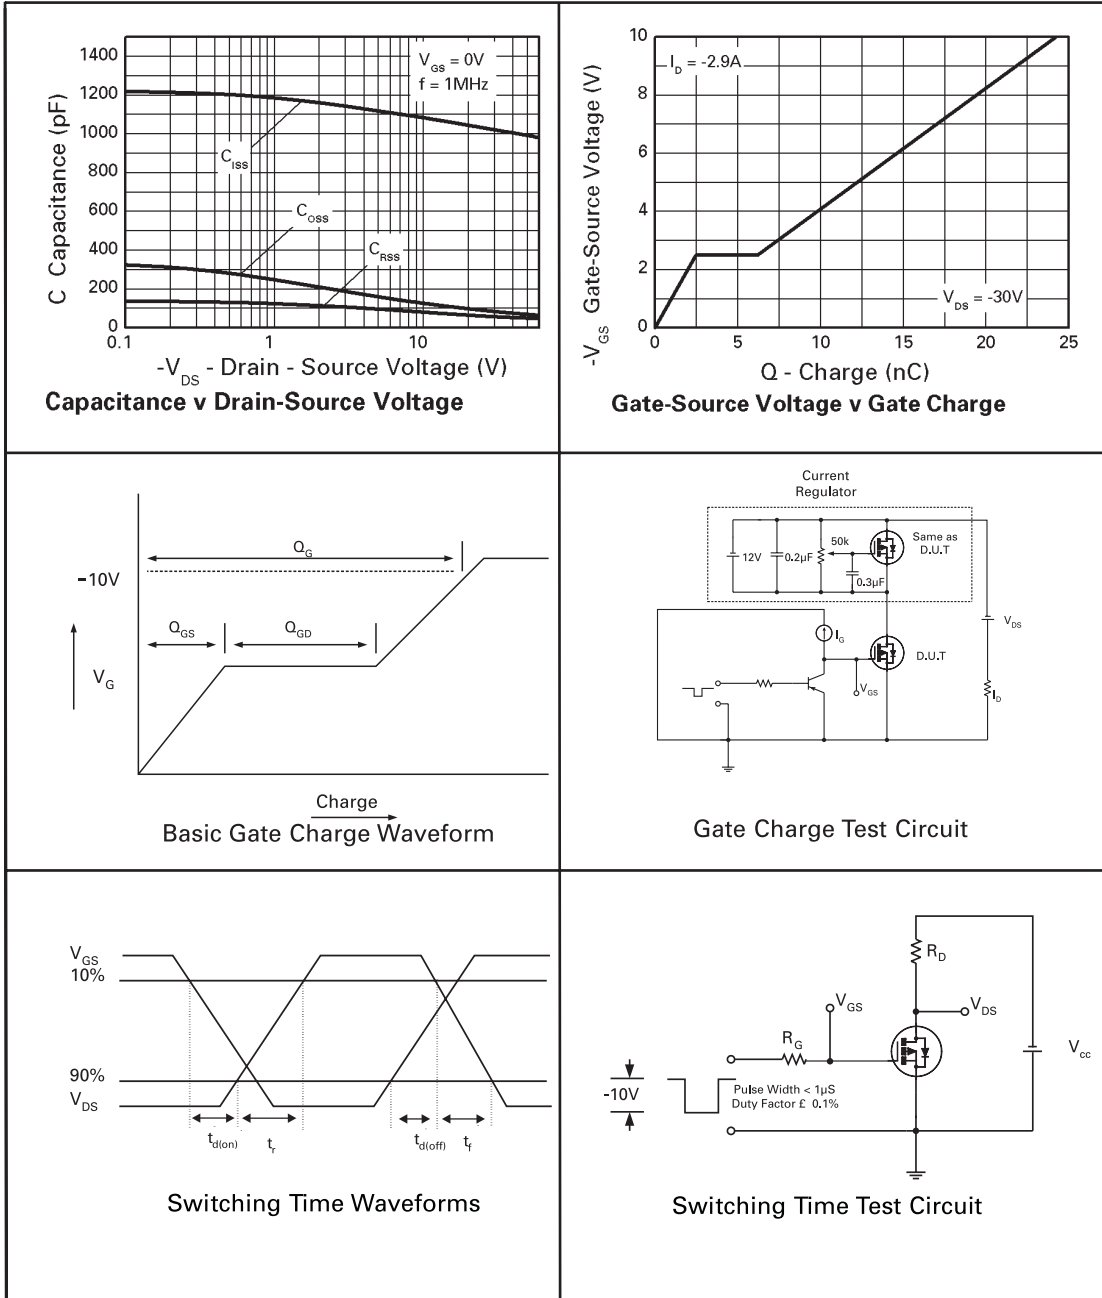 1400
1200
1000
800
600
400
200
0
C Capacitance (pF)
V_GS = 0V
f = 1MHz
C_ISS
C_OSS
C_RSS
0.1 1 10
-V_DS - Drain - Source Voltage (V)
Capacitance v Drain-Source Voltage
10
8
6
4
2
0
-V_GS Gate-Source Voltage (V)
I_D = -2.9A
V_DS = -30V
0 5 10 15 20 25
Q - Charge (nC)
Gate-Source Voltage v Gate Charge
Q_G
-10V
Q_GS Q_GD
V_G
Charge
Basic Gate Charge Waveform
Current
Regulator
12V
0.2µF
50k
0.3µF
Same as
D.U.T
I_G
D.U.T
V_DS
V_GS
I_D
Gate Charge Test Circuit
V_GS
10%
90%
V_DS
t_d(on) t_r t_d(off) t_f
Switching Time Waveforms
R_D
V_GS
V_DS
R_G
V_cc
-10V
Pulse Width < 1µS
Duty Factor £ 0.1%
Switching Time Test Circuit